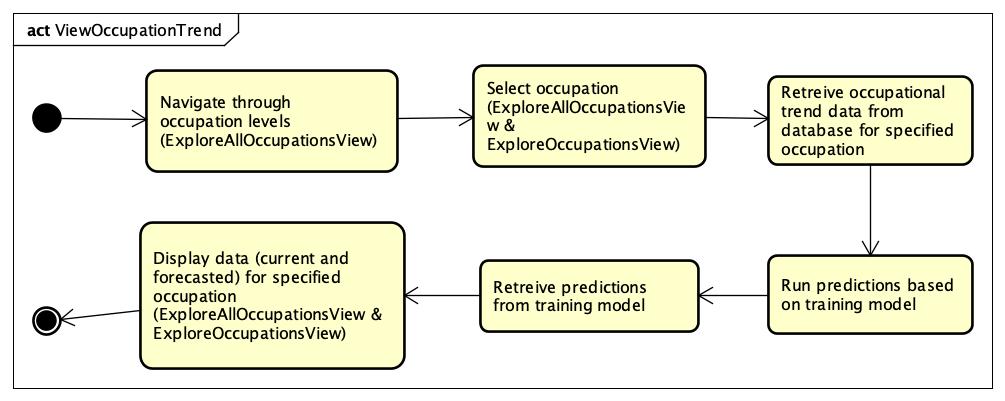 act ViewOccupationTrend
Navigate through
occupation levels
(ExploreAllOccupationsView)
Select occupation
(ExploreAllOccupationsVie
w &
ExploreOccupationsView)
Retreive occupational
trend data from
database for specified
occupation
Display data (current and
forecasted) for specified
occupation
(ExploreAllOccupationsView &
ExploreOccupationsView)
Retreive predictions
from training model
Run predictions based
on training model